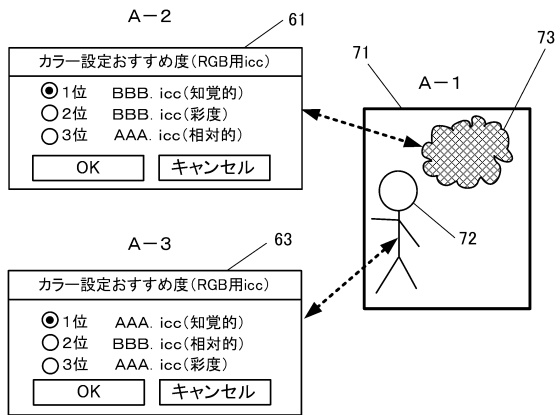 A-2
61
カラー設定おすすめ度(RGB用icc)
1位 BBB. icc(知覚的)
2位 BBB. icc(彩度)
3位 AAA. icc(相対的)
OK キャンセル
71
A-1
73
72
A-3
63
カラー設定おすすめ度(RGB用icc)
1位 AAA. icc(知覚的)
2位 BBB. icc(相対的)
3位 AAA. icc(彩度)
OK キャンセル